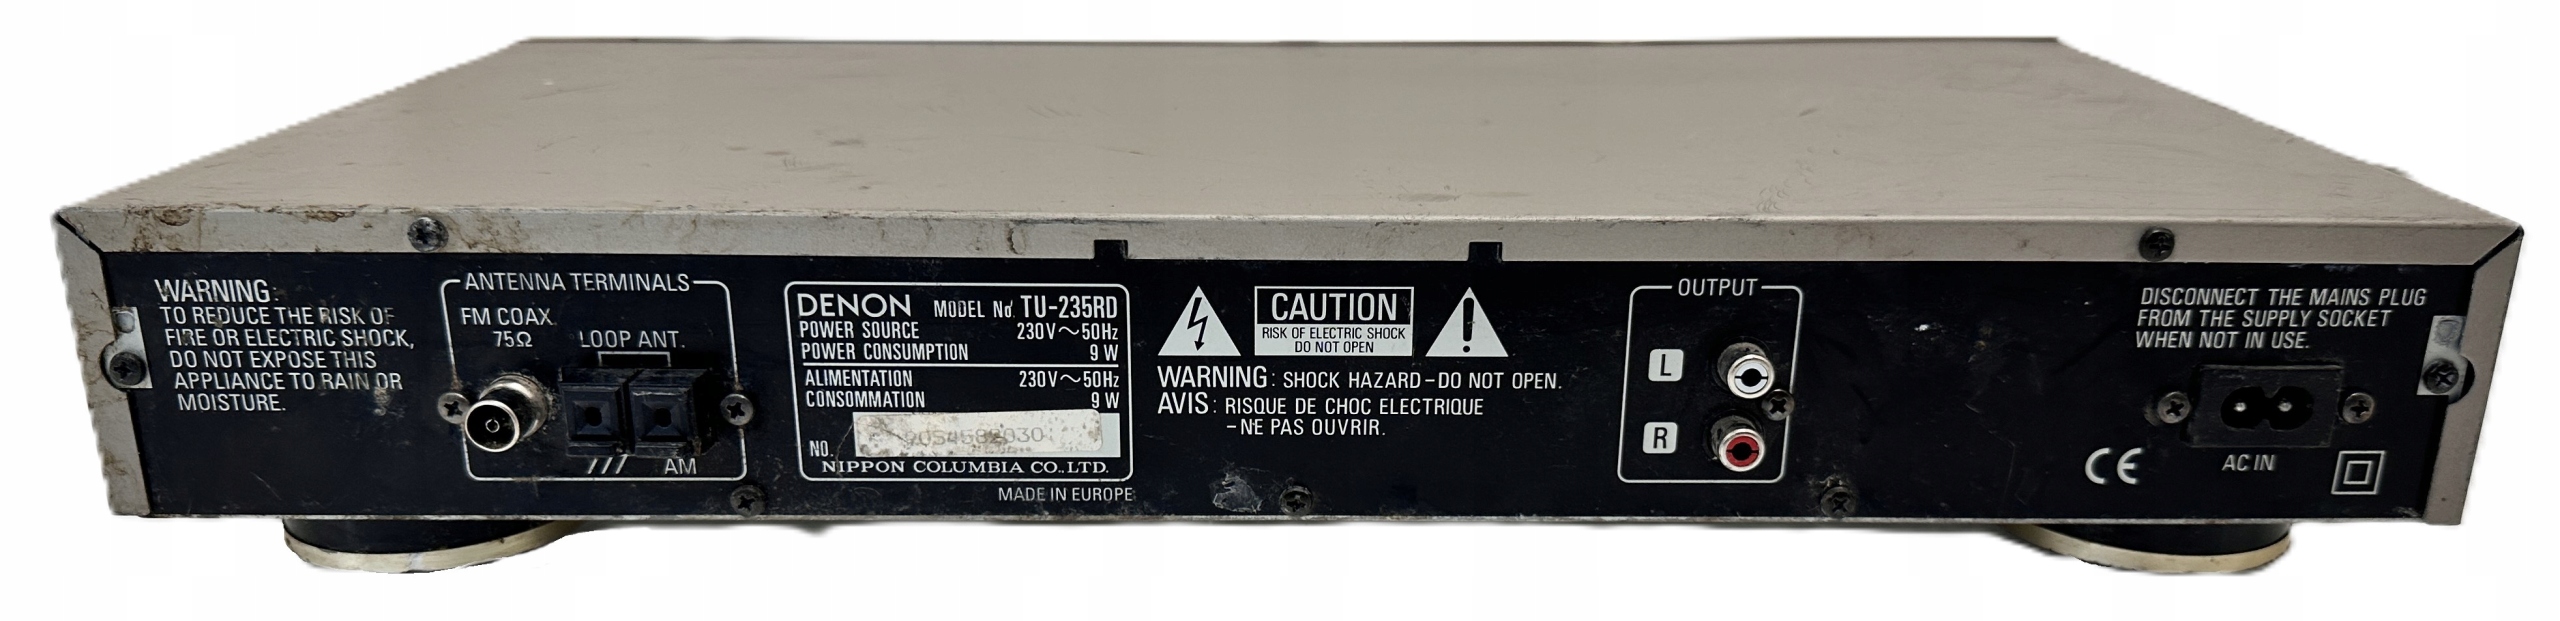 WARNING:
TO REDUCE THE RISK OF
FIRE OR ELECTRIC SHOCK,
DO NOT EXPOSE THIS
APPLIANCE TO RAIN OR
MOISTURE.
ANTENNA TERMINALS
FM COAX.
75Ω
LOOP ANT.
AM
DENON MODEL No. TU-235RD
POWER SOURCE 230V~50Hz
POWER CONSUMPTION 9 W
ALIMENTATION 230V~50Hz
CONSOMMATION 9 W
NO.
NIPPON COLUMBIA CO.,LTD.
MADE IN EUROPE
CAUTION
RISK OF ELECTRIC SHOCK
DO NOT OPEN
WARNING: SHOCK HAZARD-DO NOT OPEN.
AVIS: RISQUE DE CHOC ELECTRIQUE
-NE PAS OUVRIR.
OUTPUT
L
R
DISCONNECT THE MAINS PLUG
FROM THE SUPPLY SOCKET
WHEN NOT IN USE.
CE
AC IN